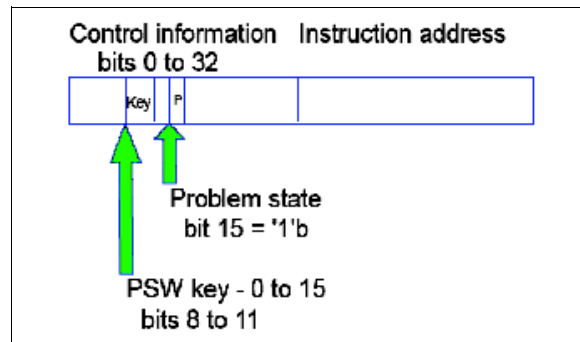 Control information Instruction address
bits 0 to 32
Key P
Problem state
bit 15 = '1'b
PSW key - 0 to 15
bits 8 to 11